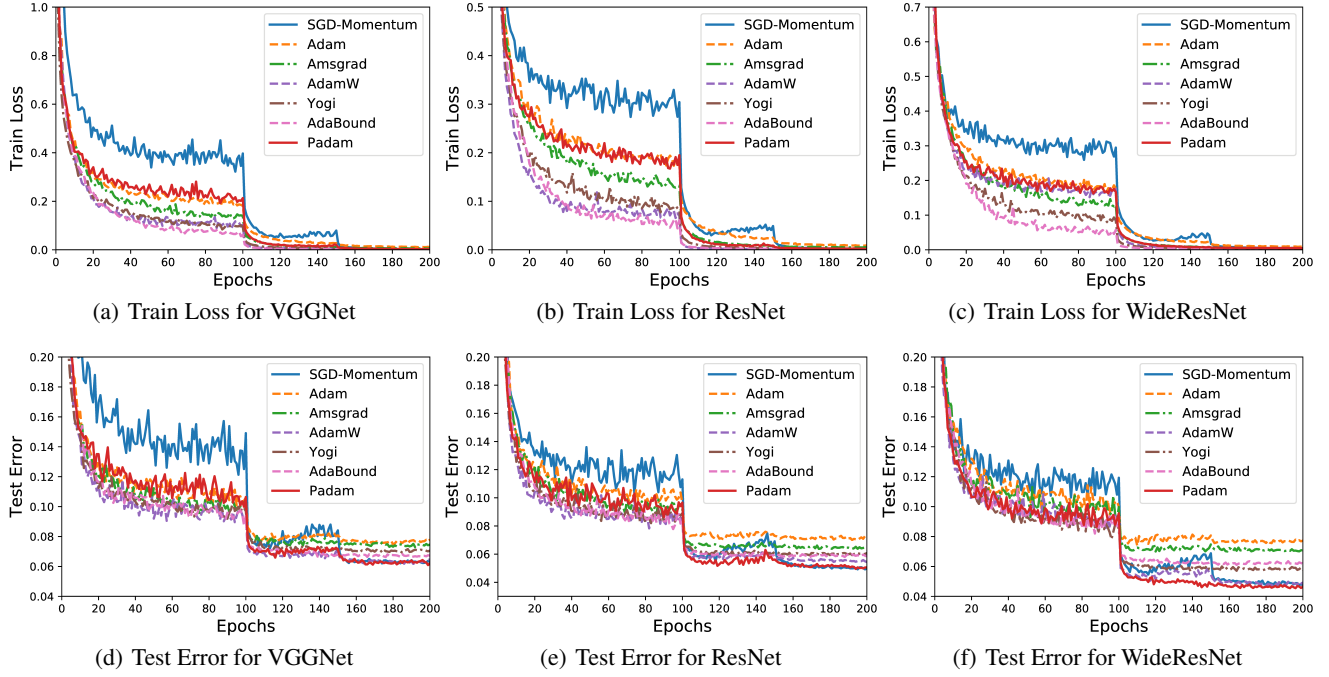 1.0
0.8
0.6
0.4
0.2
0.0
Train Loss
0 20 40 60 80 100 120 140 160 180 200
Epochs
SGD-Momentum
Adam
Amsgrad
AdamW
Yogi
AdaBound
Padam
(a) Train Loss for VGGNet
0.5
0.4
0.3
0.2
0.1
0.0
Train Loss
0 20 40 60 80 100 120 140 160 180 200
Epochs
SGD-Momentum
Adam
Amsgrad
AdamW
Yogi
AdaBound
Padam
(b) Train Loss for ResNet
0.7
0.6
0.5
0.4
0.3
0.2
0.1
0.0
Train Loss
0 20 40 60 80 100 120 140 160 180 200
Epochs
SGD-Momentum
Adam
Amsgrad
AdamW
Yogi
AdaBound
Padam
(c) Train Loss for WideResNet
0.20
0.18
0.16
0.14
0.12
0.10
0.08
0.06
0.04
Test Error
0 20 40 60 80 100 120 140 160 180 200
Epochs
SGD-Momentum
Adam
Amsgrad
AdamW
Yogi
AdaBound
Padam
(d) Test Error for VGGNet
0.20
0.18
0.16
0.14
0.12
0.10
0.08
0.06
0.04
Test Error
0 20 40 60 80 100 120 140 160 180 200
Epochs
SGD-Momentum
Adam
Amsgrad
AdamW
Yogi
AdaBound
Padam
(e) Test Error for ResNet
0.20
0.18
0.16
0.14
0.12
0.10
0.08
0.06
0.04
Test Error
0 20 40 60 80 100 120 140 160 180 200
Epochs
SGD-Momentum
Adam
Amsgrad
AdamW
Yogi
AdaBound
Padam
(f) Test Error for WideResNet